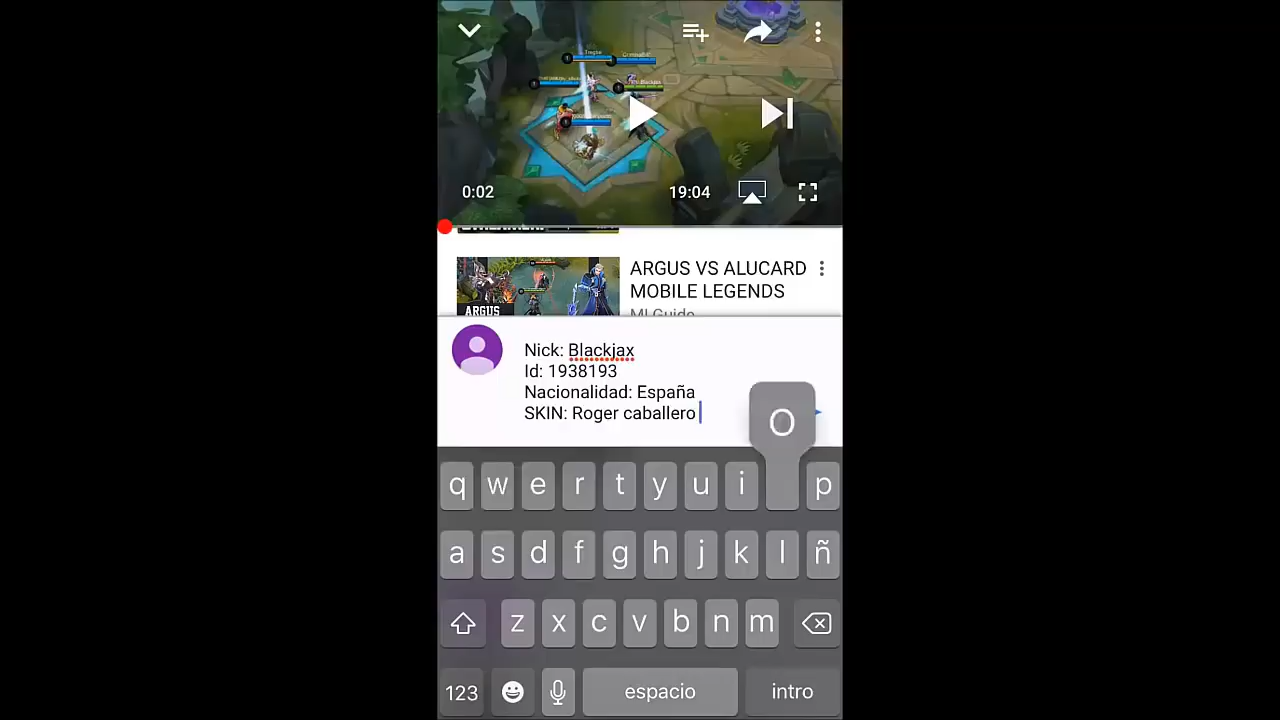 0:02
19:04
ARGUS VS ALUCARD
MOBILE LEGENDS
ARGUS
Nick: Blackjax
Id: 1938193
Nacionalidad: España
SKIN: Roger caballero
o
q w e r t y u i p
a s d f g h j k l ñ
z x c v b n m
123 espacio intro